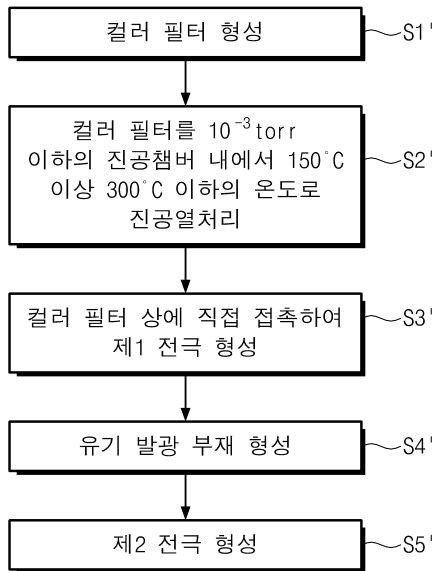 컬러 필터 형성
S1'
컬러 필터를 10⁻³torr
이하의 진공챔버 내에서 150°C
이상 300°C 이하의 온도로
진공열처리
S2'
컬러 필터 상에 직접 접촉하여
제1 전극 형성
S3'
유기 발광 부재 형성
S4'
제2 전극 형성
S5'